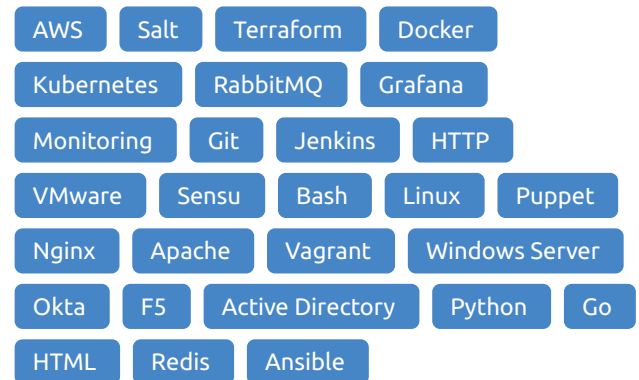 AWS Salt Terraform Docker
Kubernetes RabbitMQ Grafana
Monitoring Git Jenkins HTTP
VMware Sensu Bash Linux Puppet
Nginx Apache Vagrant Windows Server
Okta F5 Active Directory Python Go
HTML Redis Ansible